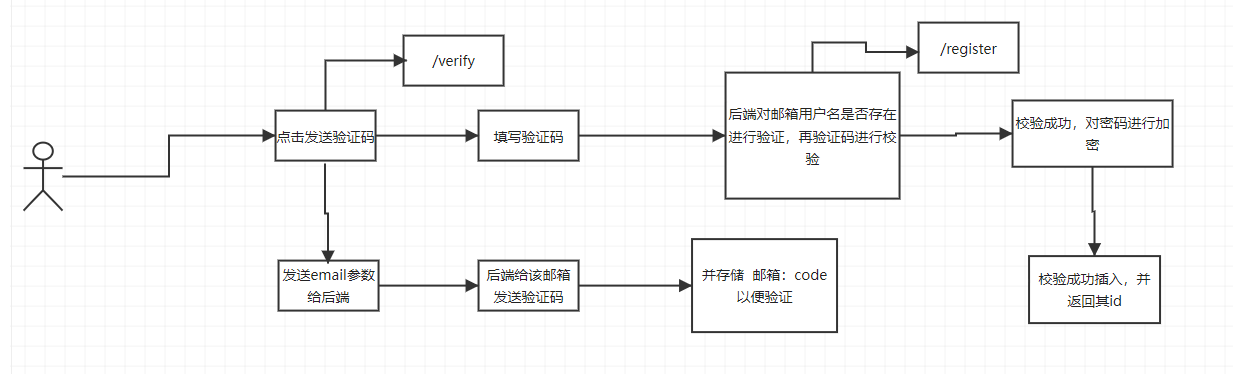 /verify
/register
点击发送验证码
填写验证码
后端对邮箱用户名是否存在
进行验证，再验证码进行校
验
校验成功，对密码进行加
密
发送email参数
给后端
后端给该邮箱
发送验证码
并存储  邮箱：code
以便验证
校验成功插入，并
返回其id